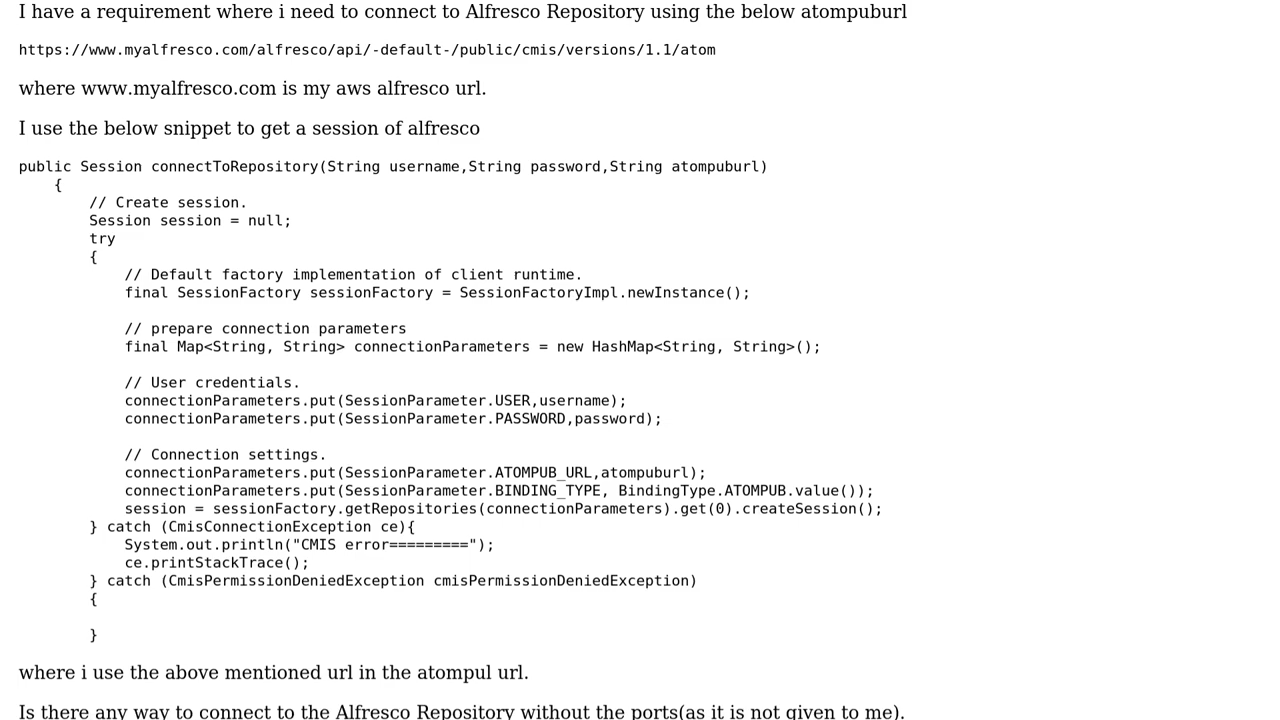 I have a requirement where i need to connect to Alfresco Repository using the below atompuburl
https://www.myalfresco.com/alfresco/api/-default-/public/cmis/versions/1.1/atom
where www.myalfresco.com is my aws alfresco url.
I use the below snippet to get a session of alfresco
public Session connectToRepository(String username,String password,String atompuburl)
    {
        // Create session.
        Session session = null;
        try
        {
            // Default factory implementation of client runtime.
            final SessionFactory sessionFactory = SessionFactoryImpl.newInstance();

            // prepare connection parameters
            final Map<String, String> connectionParameters = new HashMap<String, String>();

            // User credentials.
            connectionParameters.put(SessionParameter.USER,username);
            connectionParameters.put(SessionParameter.PASSWORD,password);

            // Connection settings.
            connectionParameters.put(SessionParameter.ATOMPUB_URL,atompuburl);
            connectionParameters.put(SessionParameter.BINDING_TYPE, BindingType.ATOMPUB.value());
            session = sessionFactory.getRepositories(connectionParameters).get(0).createSession();
        } catch (CmisConnectionException ce){
            System.out.println("CMIS error=========");
            ce.printStackTrace();
        } catch (CmisPermissionDeniedException cmisPermissionDeniedException)
        {

        }
where i use the above mentioned url in the atompul url.
Is there any way to connect to the Alfresco Repository without the ports(as it is not given to me).